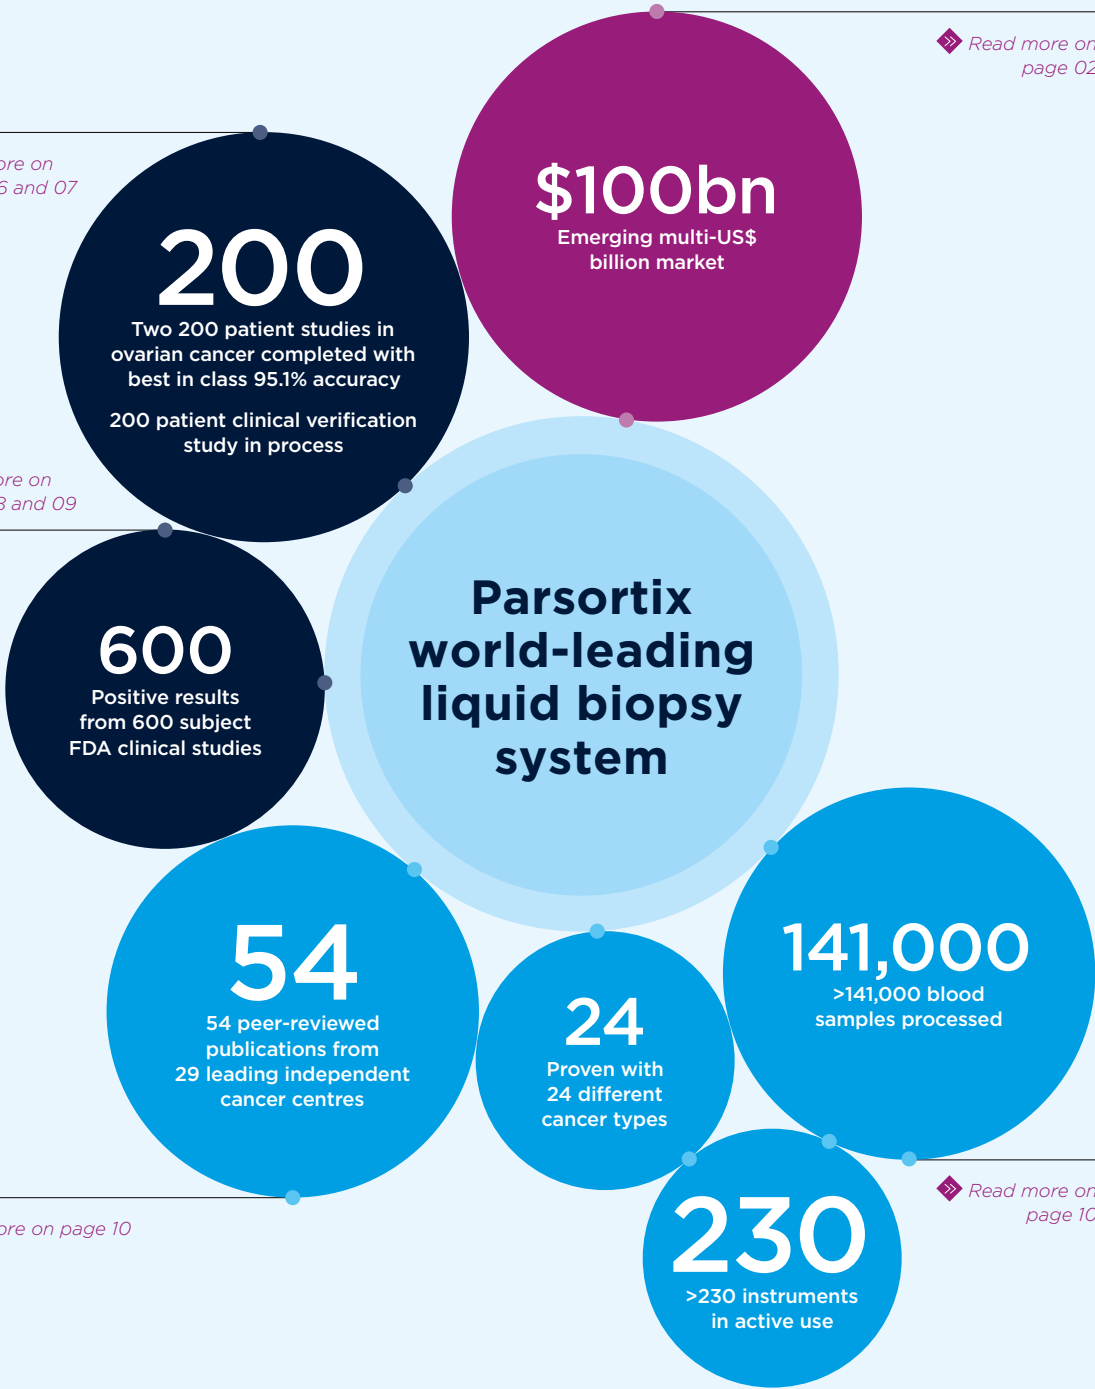 Read more on
page 02
ore on
6 and 07
$100bn
Emerging multi-US$
billion market
200
Two 200 patient studies in
ovarian cancer completed with
best in class 95.1% accuracy
200 patient clinical verification
study in process
ore on
8 and 09
600
Positive results
from 600 subject
FDA clinical studies
Parsortix
world-leading
liquid biopsy
system
54
54 peer-reviewed
publications from
29 leading independent
cancer centres
24
Proven with
24 different
cancer types
141,000
>141,000 blood
samples processed
Read more on
page 10
ore on page 10
230
>230 instruments
in active use